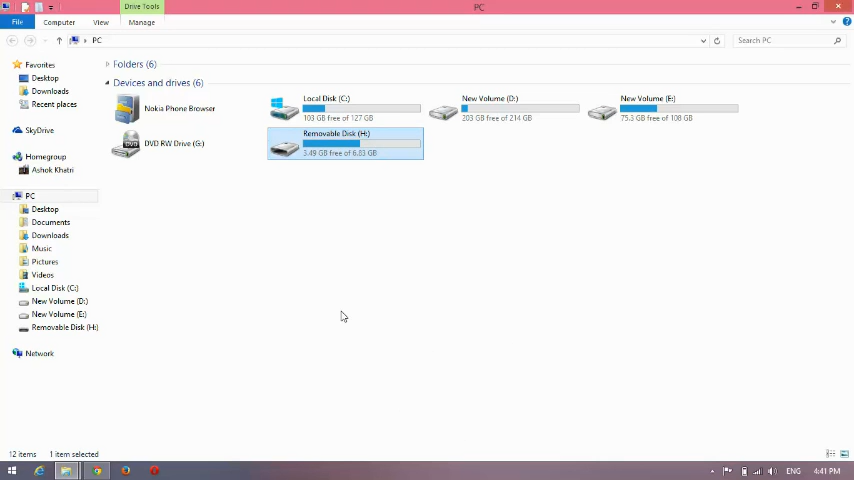 Drive Tools
PC
File
Computer
View
Manage
PC
Search PC
Favorites
Desktop
Downloads
Recent places
SkyDrive
Homegroup
Ashok Khatri
PC
Desktop
Documents
Downloads
Music
Pictures
Videos
Local Disk (C:)
New Volume (D:)
New Volume (E:)
Removable Disk (H:)
Network
Folders (6)
Devices and drives (6)
Nokia Phone Browser
Local Disk (C:)
103 GB free of 127 GB
New Volume (D:)
203 GB free of 214 GB
New Volume (E:)
75.3 GB free of 108 GB
DVD RW Drive (G:)
DVD
Removable Disk (H:)
3.49 GB free of 6.83 GB
12 items
1 item selected
ENG
4:41 PM